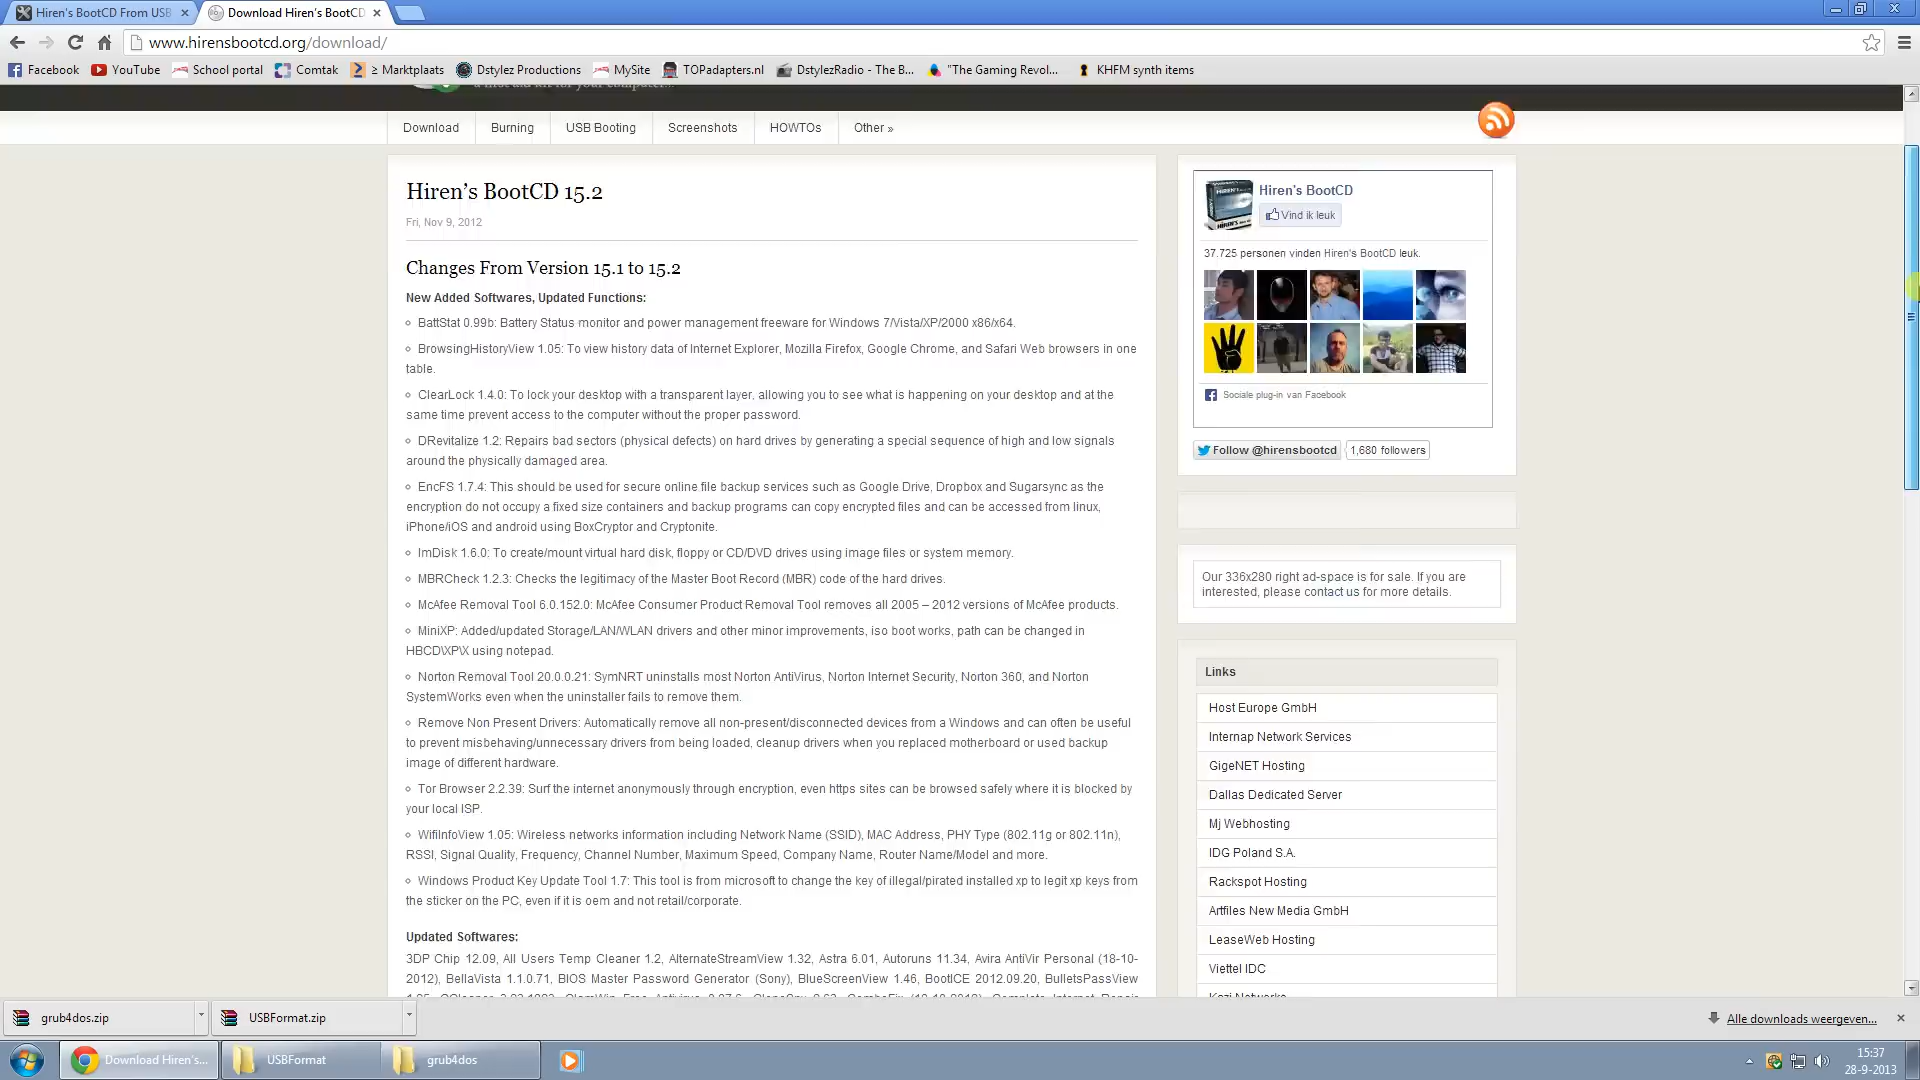 Hiren's BootCD From USB
Download Hiren's BootCD
www.hirensbootcd.org/download/
Facebook YouTube School portal Comtak ≥ Marktplaats Dstylez Productions MySite TOPadapters.nl DstylezRadio - The B... "The Gaming Revol... KHFM synth items
a first aid kit for your computer...
Download Burning USB Booting Screenshots HOWTOs Other »
Hiren’s BootCD 15.2
Fri, Nov 9, 2012
Changes From Version 15.1 to 15.2
New Added Softwares, Updated Functions:
BattStat 0.99b: Battery Status monitor and power management freeware for Windows 7/Vista/XP/2000 x86/x64.
BrowsingHistoryView 1.05: To view history data of Internet Explorer, Mozilla Firefox, Google Chrome, and Safari Web browsers in one
table.
ClearLock 1.4.0: To lock your desktop with a transparent layer, allowing you to see what is happening on your desktop and at the
same time prevent access to the computer without the proper password.
DRevitalize 1.2: Repairs bad sectors (physical defects) on hard drives by generating a special sequence of high and low signals
around the physically damaged area.
EncFS 1.7.4: This should be used for secure online file backup services such as Google Drive, Dropbox and Sugarsync as the
encryption do not occupy a fixed size containers and backup programs can copy encrypted files and can be accessed from linux,
iPhone/iOS and android using BoxCryptor and Cryptonite.
ImDisk 1.6.0: To create/mount virtual hard disk, floppy or CD/DVD drives using image files or system memory.
MBRCheck 1.2.3: Checks the legitimacy of the Master Boot Record (MBR) code of the hard drives.
McAfee Removal Tool 6.0.152.0: McAfee Consumer Product Removal Tool removes all 2005 – 2012 versions of McAfee products.
MiniXP: Added/updated Storage/LAN/WLAN drivers and other minor improvements, iso boot works, path can be changed in
HBCD\XP\X using notepad.
Norton Removal Tool 20.0.0.21: SymNRT uninstalls most Norton AntiVirus, Norton Internet Security, Norton 360, and Norton
SystemWorks even when the uninstaller fails to remove them.
Remove Non Present Drivers: Automatically remove all non-present/disconnected devices from a Windows and can often be useful
to prevent misbehaving/unnecessary drivers from being loaded, cleanup drivers when you replaced motherboard or used backup
image of different hardware.
Tor Browser 2.2.39: Surf the internet anonymously through encryption, even https sites can be browsed safely where it is blocked by
your local ISP.
WifiInfoView 1.05: Wireless networks information including Network Name (SSID), MAC Address, PHY Type (802.11g or 802.11n),
RSSI, Signal Quality, Frequency, Channel Number, Maximum Speed, Company Name, Router Name/Model and more.
Windows Product Key Update Tool 1.7: This tool is from microsoft to change the key of illegal/pirated installed xp to legit xp keys from
the sticker on the PC, even if it is oem and not retail/corporate.
Updated Softwares:
3DP Chip 12.09, All Users Temp Cleaner 1.2, AlternateStreamView 1.32, Astra 6.01, Autoruns 11.34, Avira AntiVir Personal (18-10-
2012), BellaVista 1.1.0.71, BIOS Master Password Generator (Sony), BlueScreenView 1.46, BootICE 2012.09.20, BulletsPassView
Hiren's BootCD
Vind ik leuk
37.725 personen vinden Hiren's BootCD leuk.
Sociale plug-in van Facebook
Follow @hirensbootcd 1,680 followers
Our 336x280 right ad-space is for sale. If you are
interested, please contact us for more details.
Links
Host Europe GmbH
Internap Network Services
GigeNET Hosting
Dallas Dedicated Server
Mj Webhosting
IDG Poland S.A.
Rackspot Hosting
Artfiles New Media GmbH
LeaseWeb Hosting
Viettel IDC
grub4dos.zip USBFormat.zip Alle downloads weergeven...
Download Hiren's... USBFormat grub4dos
15:37
28-9-2013